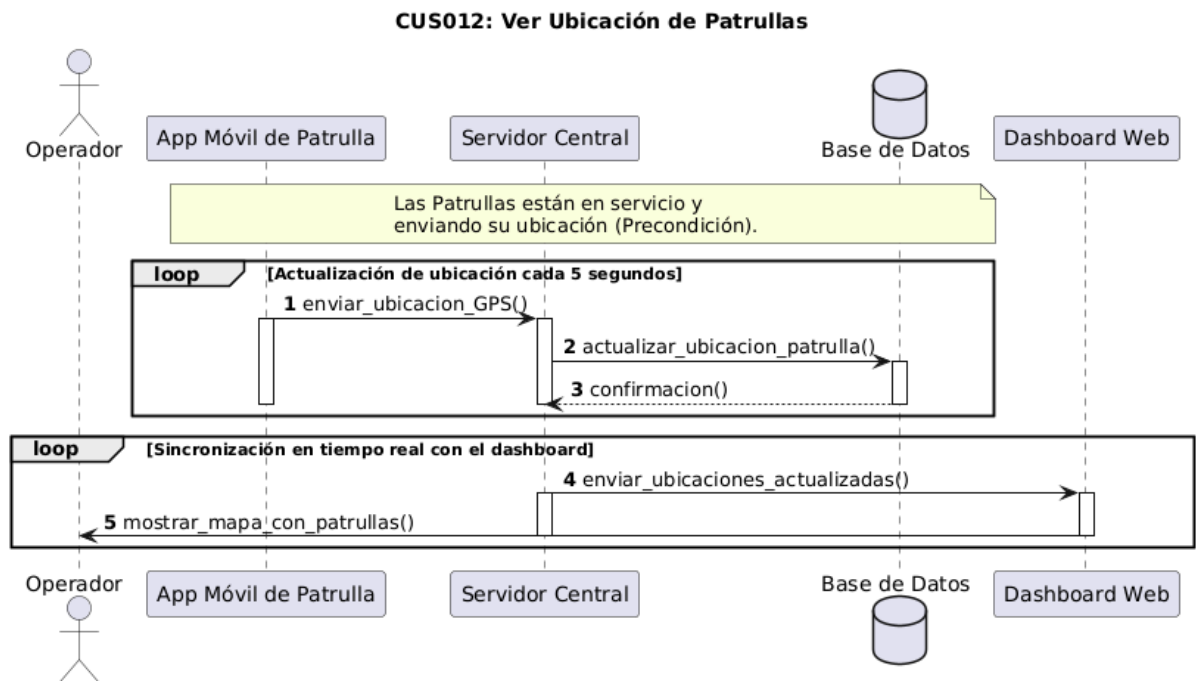 CUS012: Ver Ubicación de Patrullas
Operador
App Móvil de Patrulla
Servidor Central
Base de Datos
Dashboard Web
Las Patrullas están en servicio y
enviando su ubicación (Precondición).
loop [Actualización de ubicación cada 5 segundos]
1 enviar_ubicacion_GPS()
2 actualizar_ubicacion_patrulla()
3 confirmacion()
loop [Sincronización en tiempo real con el dashboard]
4 enviar_ubicaciones_actualizadas()
5 mostrar_mapa_con_patrullas()
Operador
App Móvil de Patrulla
Servidor Central
Base de Datos
Dashboard Web